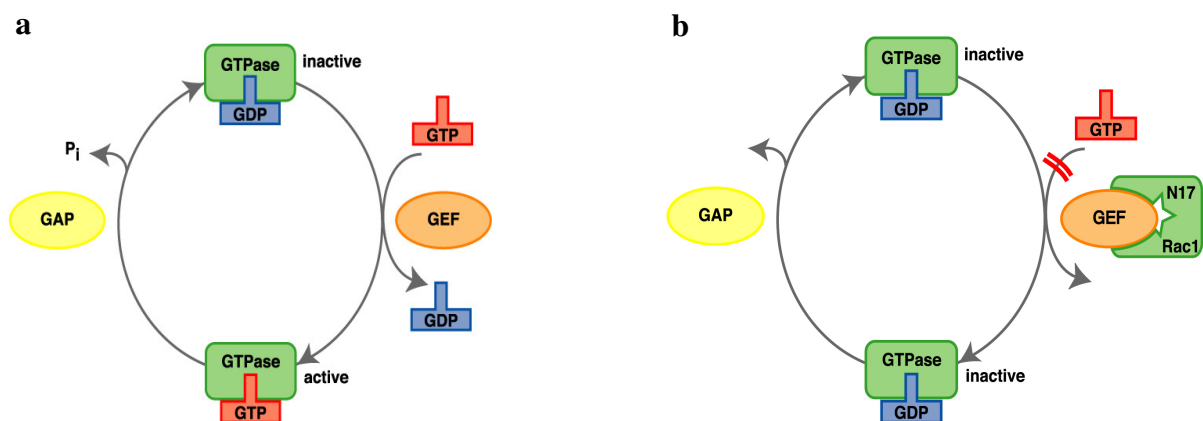 a
GTPase
inactive
GDP
GTP
Pi
GAP
GEF
GDP
GTPase
active
GTP
b
GTPase
inactive
GDP
GTP
N17
GAP
GEF
Rac1
GTPase
inactive
GDP